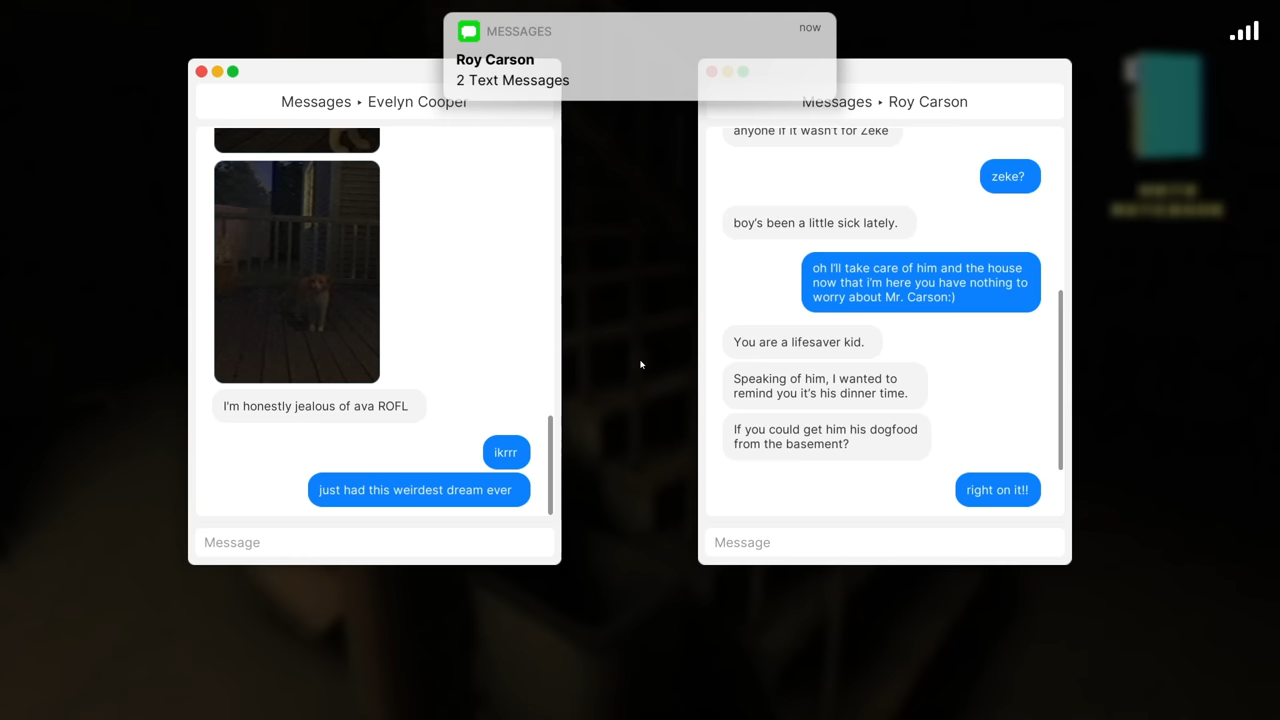 MESSAGES
now
Roy Carson
2 Text Messages
Messages ‣ Evelyn Cooper
I'm honestly jealous of ava ROFL
ikrrr
just had this weirdest dream ever
Message
Messages ‣ Roy Carson
anyone if it wasn't for Zeke
zeke?
boy's been a little sick lately.
oh I'll take care of him and the house
now that i'm here you have nothing to
worry about Mr. Carson:)
You are a lifesaver kid.
Speaking of him, I wanted to
remind you it's his dinner time.
If you could get him his dogfood
from the basement?
right on it!!
Message